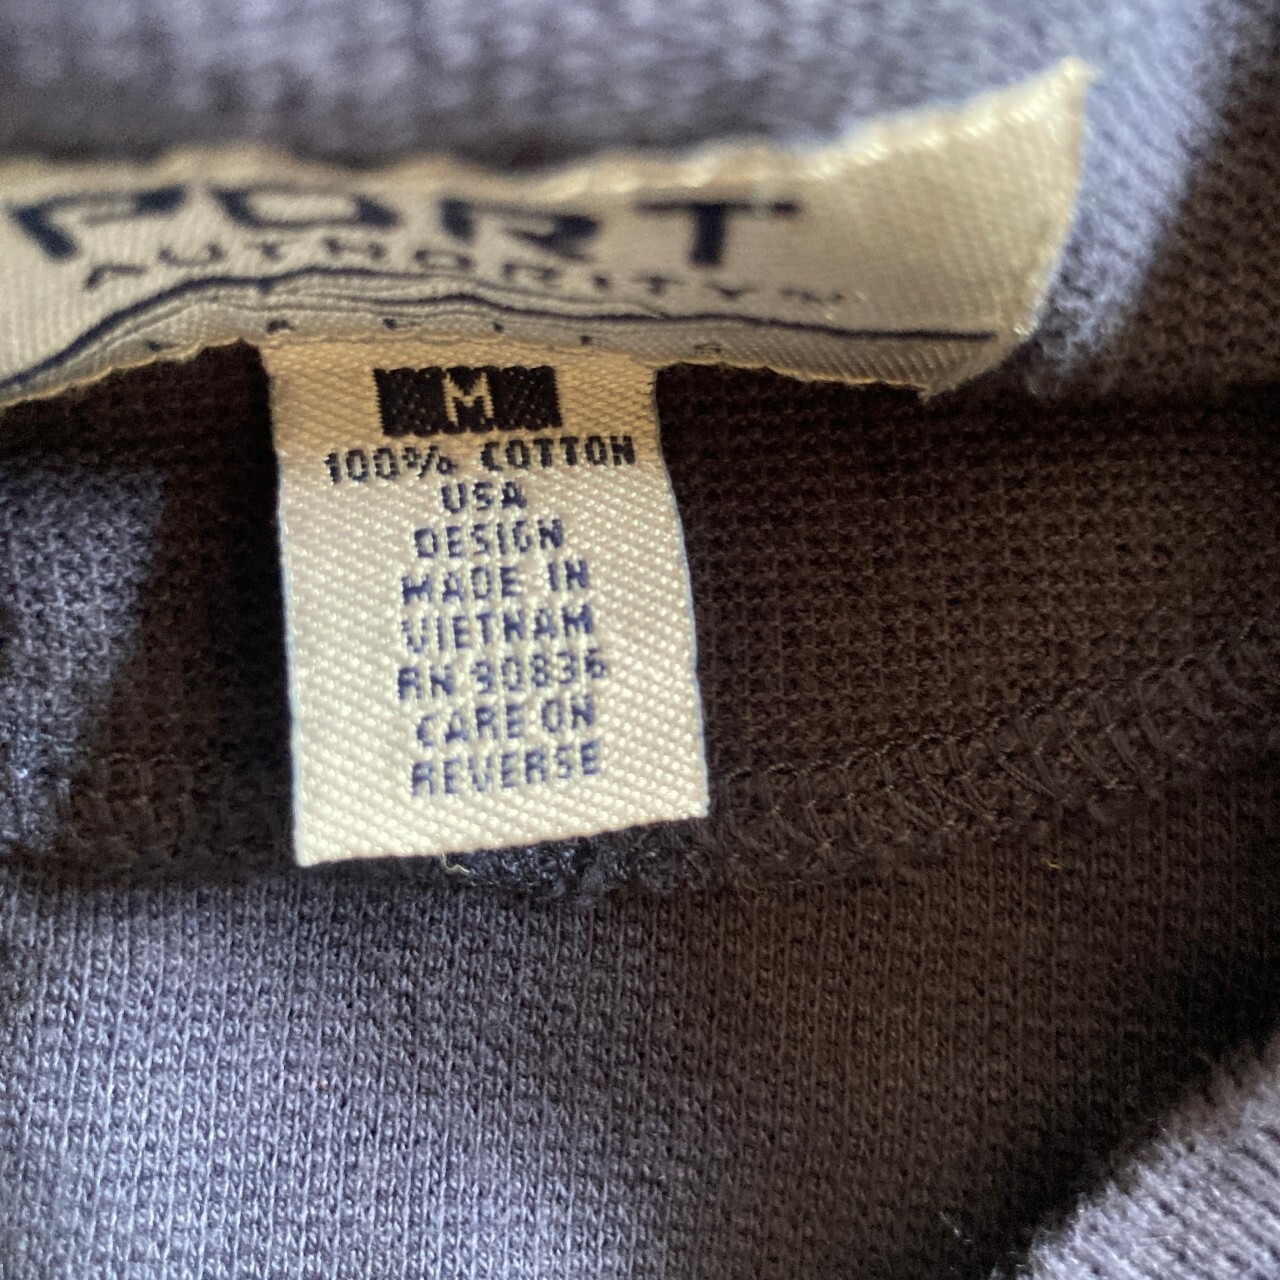 PORT
AUTHORITY
M
100% COTTON
USA
DESIGN
MADE IN
VIETNAM
RN 90836
CARE ON
REVERSE